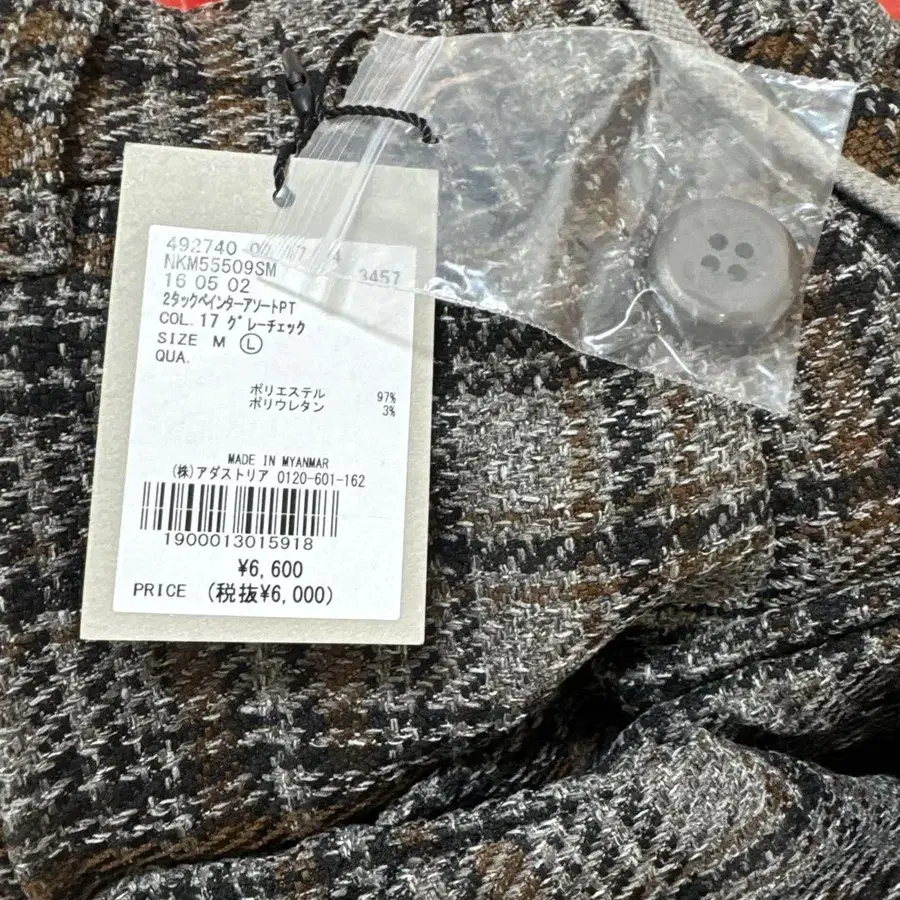 492740
3457
NKM55509SM
16 05 02
2タックペインターアソートPT
COL.17 グレーチェック
SIZE M Ⓛ
QUA.
ポリエステル 97%
ポリウレタン 3%
MADE IN MYANMAR
(株)アダストリア 0120-601-162
1900013015918
¥6,600
PRICE (税抜¥6,000)